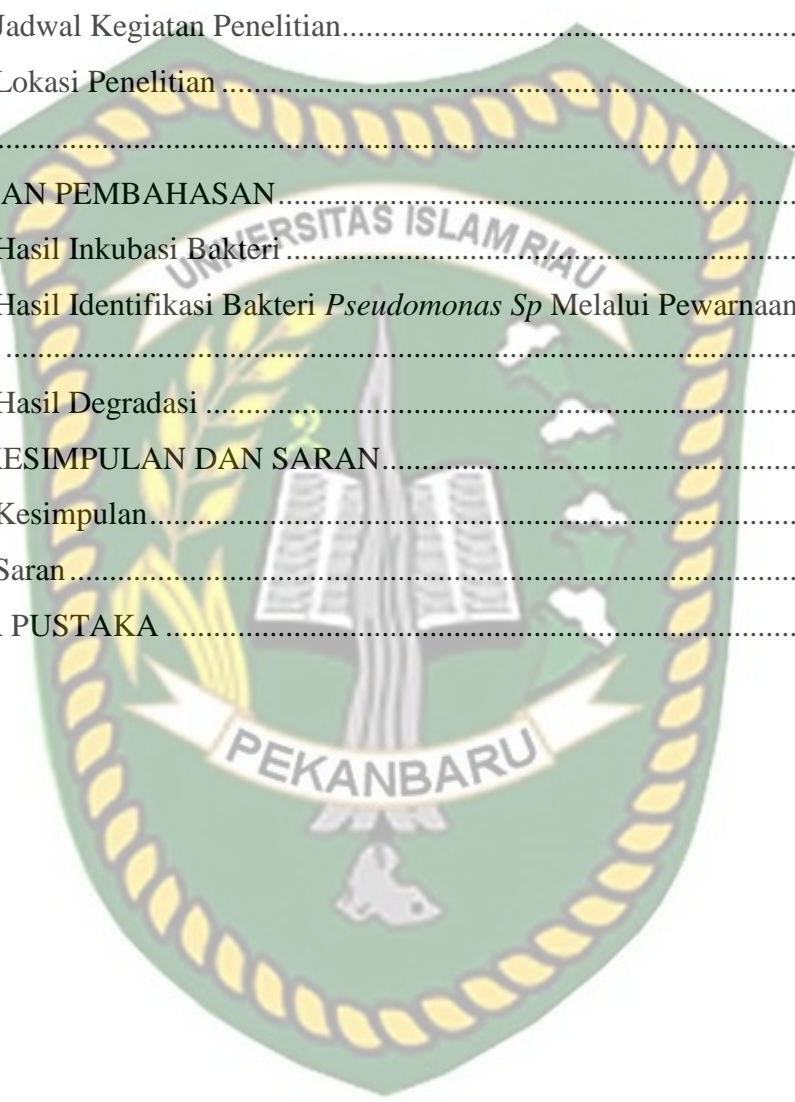 Jadwal Kegiatan Penelitian..........................................................
Lokasi Penelitian..........................................................................
....................................................................................................
AN PEMBAHASAN..................................................................
UNIVERSITAS ISLAM RIAU
Hasil Inkubasi Bakteri.................................................................
Hasil Identifikasi Bakteri Pseudomonas Sp Melalui Pewarnaan
....................................................................................................
Hasil Degradasi...........................................................................
KESIMPULAN DAN SARAN....................................................
Kesimpulan..................................................................................
Saran............................................................................................
PUSTAKA..................................................................................
PEKANBARU